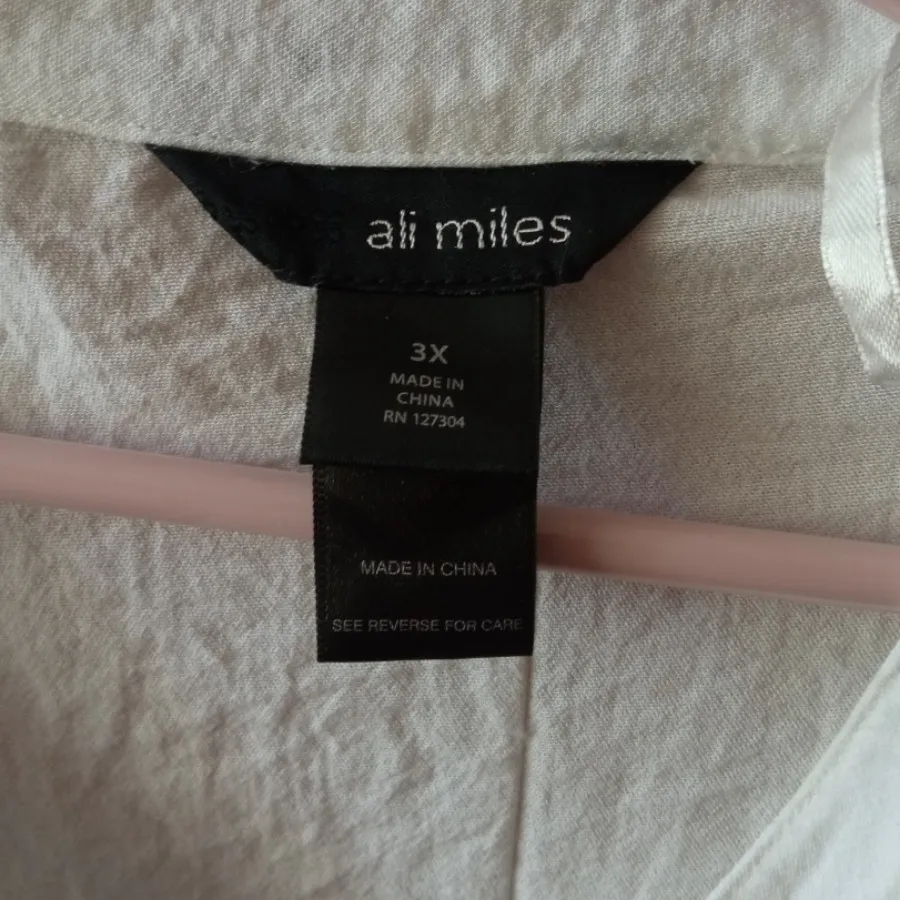 ali miles
3X
MADE IN
CHINA
RN 127304
MADE IN CHINA
SEE REVERSE FOR CARE